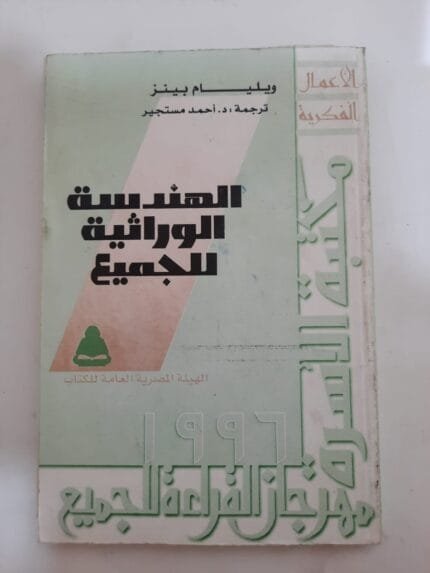 الأعمال
الفكرية
ويليام بينز
ترجمة: د. أحمد مستجير
الهندسة
الوراثية
للجميع
الهيئة المصرية العامة للكتاب
مكتبة الأسرة
١٩٩٦
مهرجان القراءة للجميع